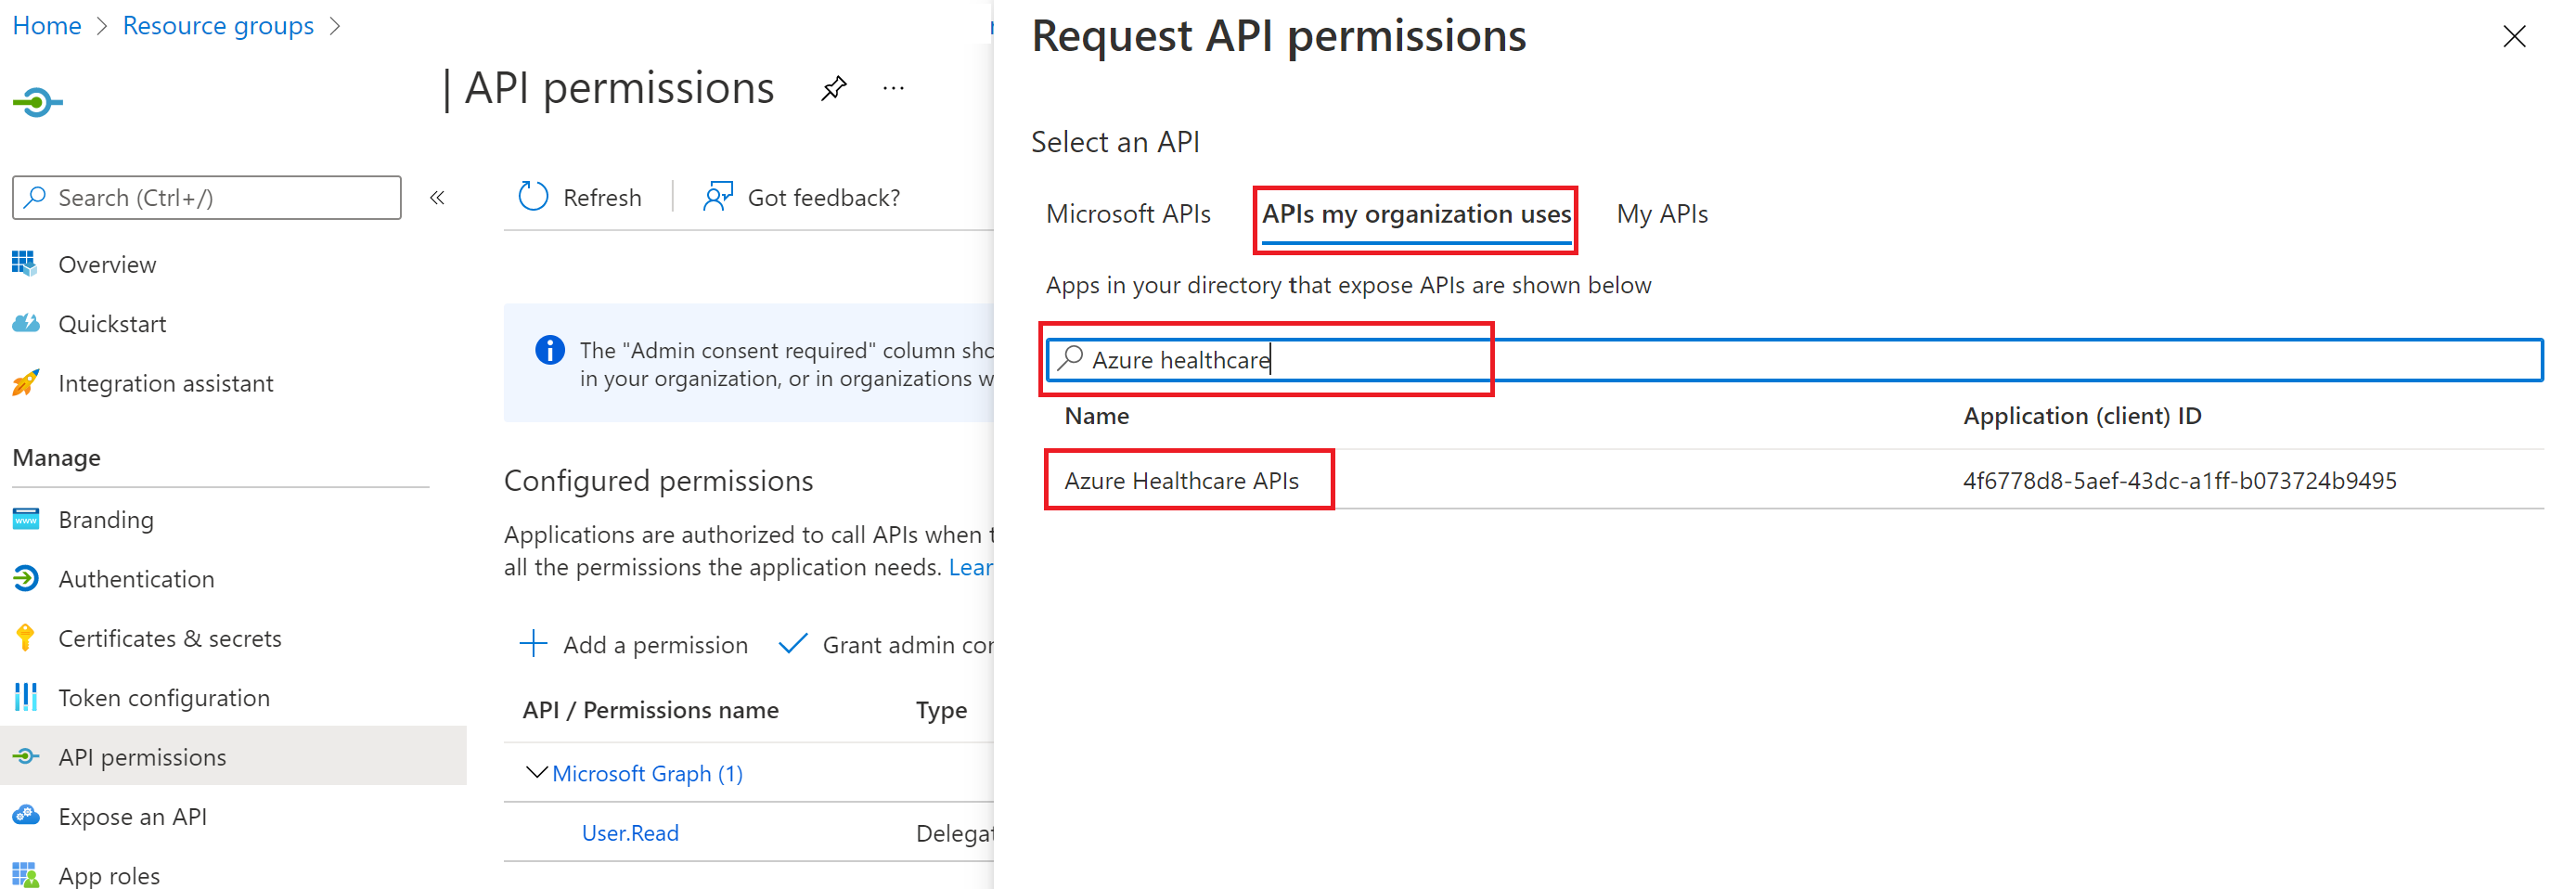 Home > Resource groups >
| API permissions ...
Search (Ctrl+/) «
Refresh | Got feedback?
Overview
Quickstart
Integration assistant
Manage
Branding
Authentication
Certificates & secrets
Token configuration
API permissions
Expose an API
App roles
The "Admin consent required" column sho
in your organization, or in organizations w
Configured permissions
Applications are authorized to call APIs when t
all the permissions the application needs. Lear
+ Add a permission ✓ Grant admin cor
API / Permissions name Type
Microsoft Graph (1)
User.Read Delegat
Request API permissions
Select an API
Microsoft APIs APIs my organization uses My APIs
Apps in your directory that expose APIs are shown below
Azure healthcare
Name Application (client) ID
Azure Healthcare APIs 4f6778d8-5aef-43dc-a1ff-b073724b9495